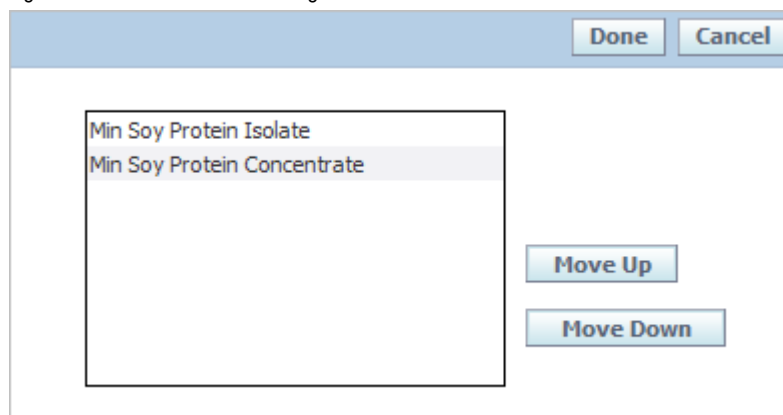 Done Cancel
Min Soy Protein Isolate
Min Soy Protein Concentrate
Move Up
Move Down